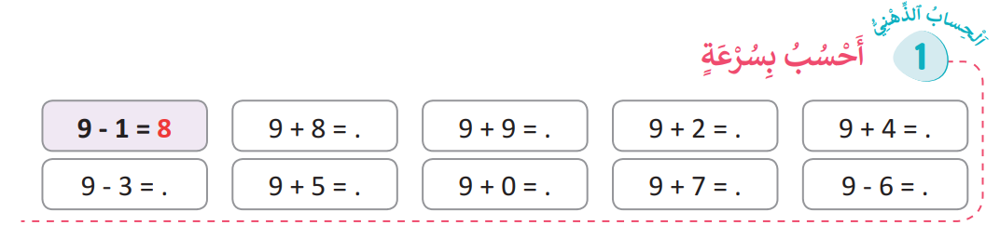 اَلْحِسابُ الذِّهْنِيُّ
1 أَحْسُبُ بِسُرْعَةٍ
9 - 1 = 8 9 + 8 = . 9 + 9 = . 9 + 2 = . 9 + 4 = .
9 - 3 = . 9 + 5 = . 9 + 0 = . 9 + 7 = . 9 - 6 = .